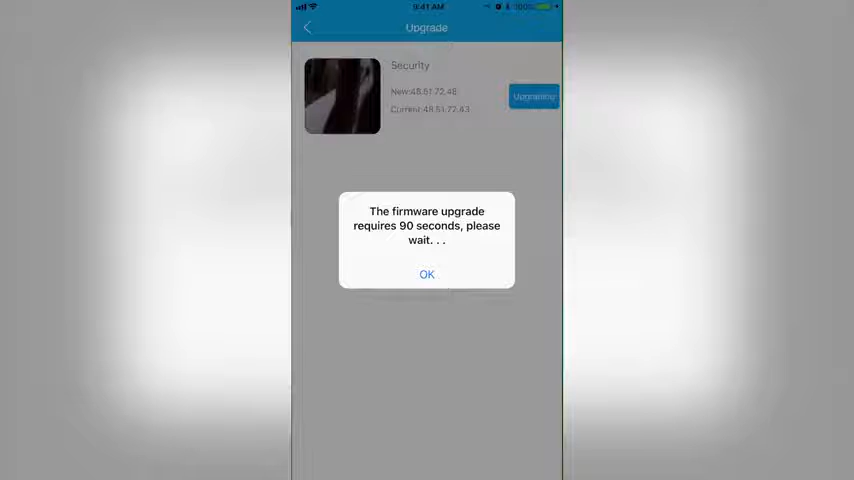 9:41 AM
100%
Upgrade
Security
New:48.51.72.48
Upgrading
Current:48.51.72.43
The firmware upgrade
requires 90 seconds, please
wait. . .
OK